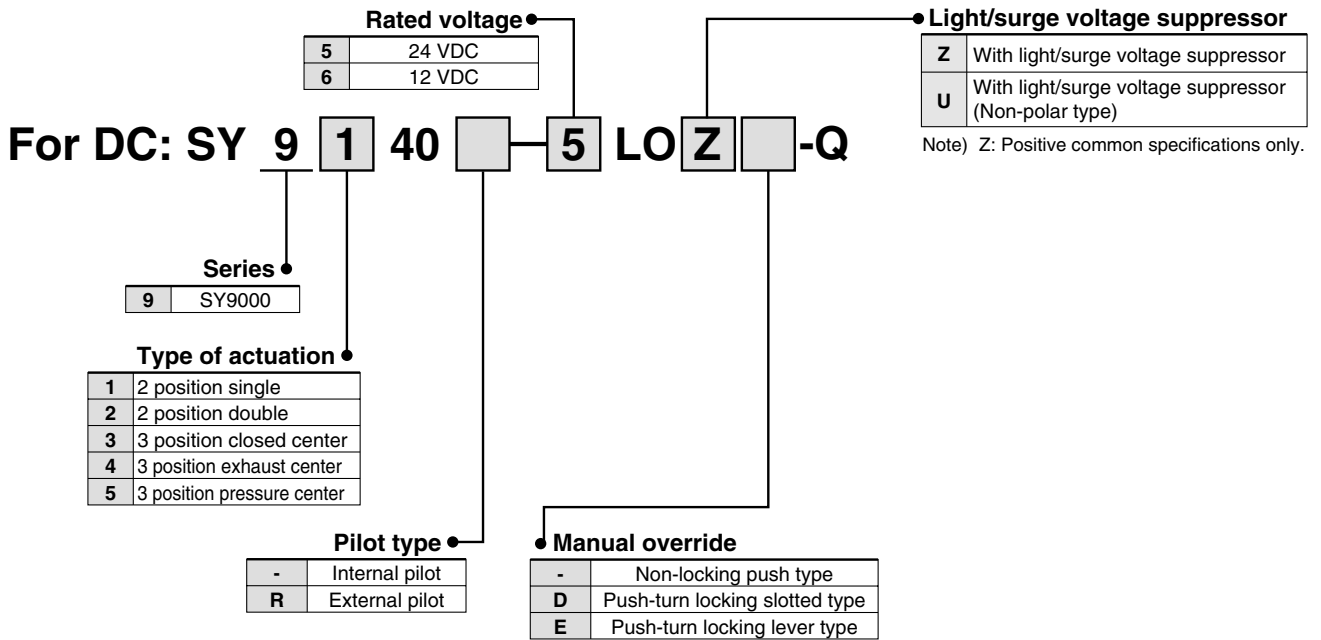 Rated voltage
5 24 VDC
6 12 VDC
Light/surge voltage suppressor
Z With light/surge voltage suppressor
U With light/surge voltage suppressor
(Non-polar type)
Note) Z: Positive common specifications only.
For DC: SY 9 1 40 - 5 LO Z -Q
Series
9 SY9000
Type of actuation
1 2 position single
2 2 position double
3 3 position closed center
4 3 position exhaust center
5 3 position pressure center
Pilot type
- Internal pilot
R External pilot
Manual override
- Non-locking push type
D Push-turn locking slotted type
E Push-turn locking lever type